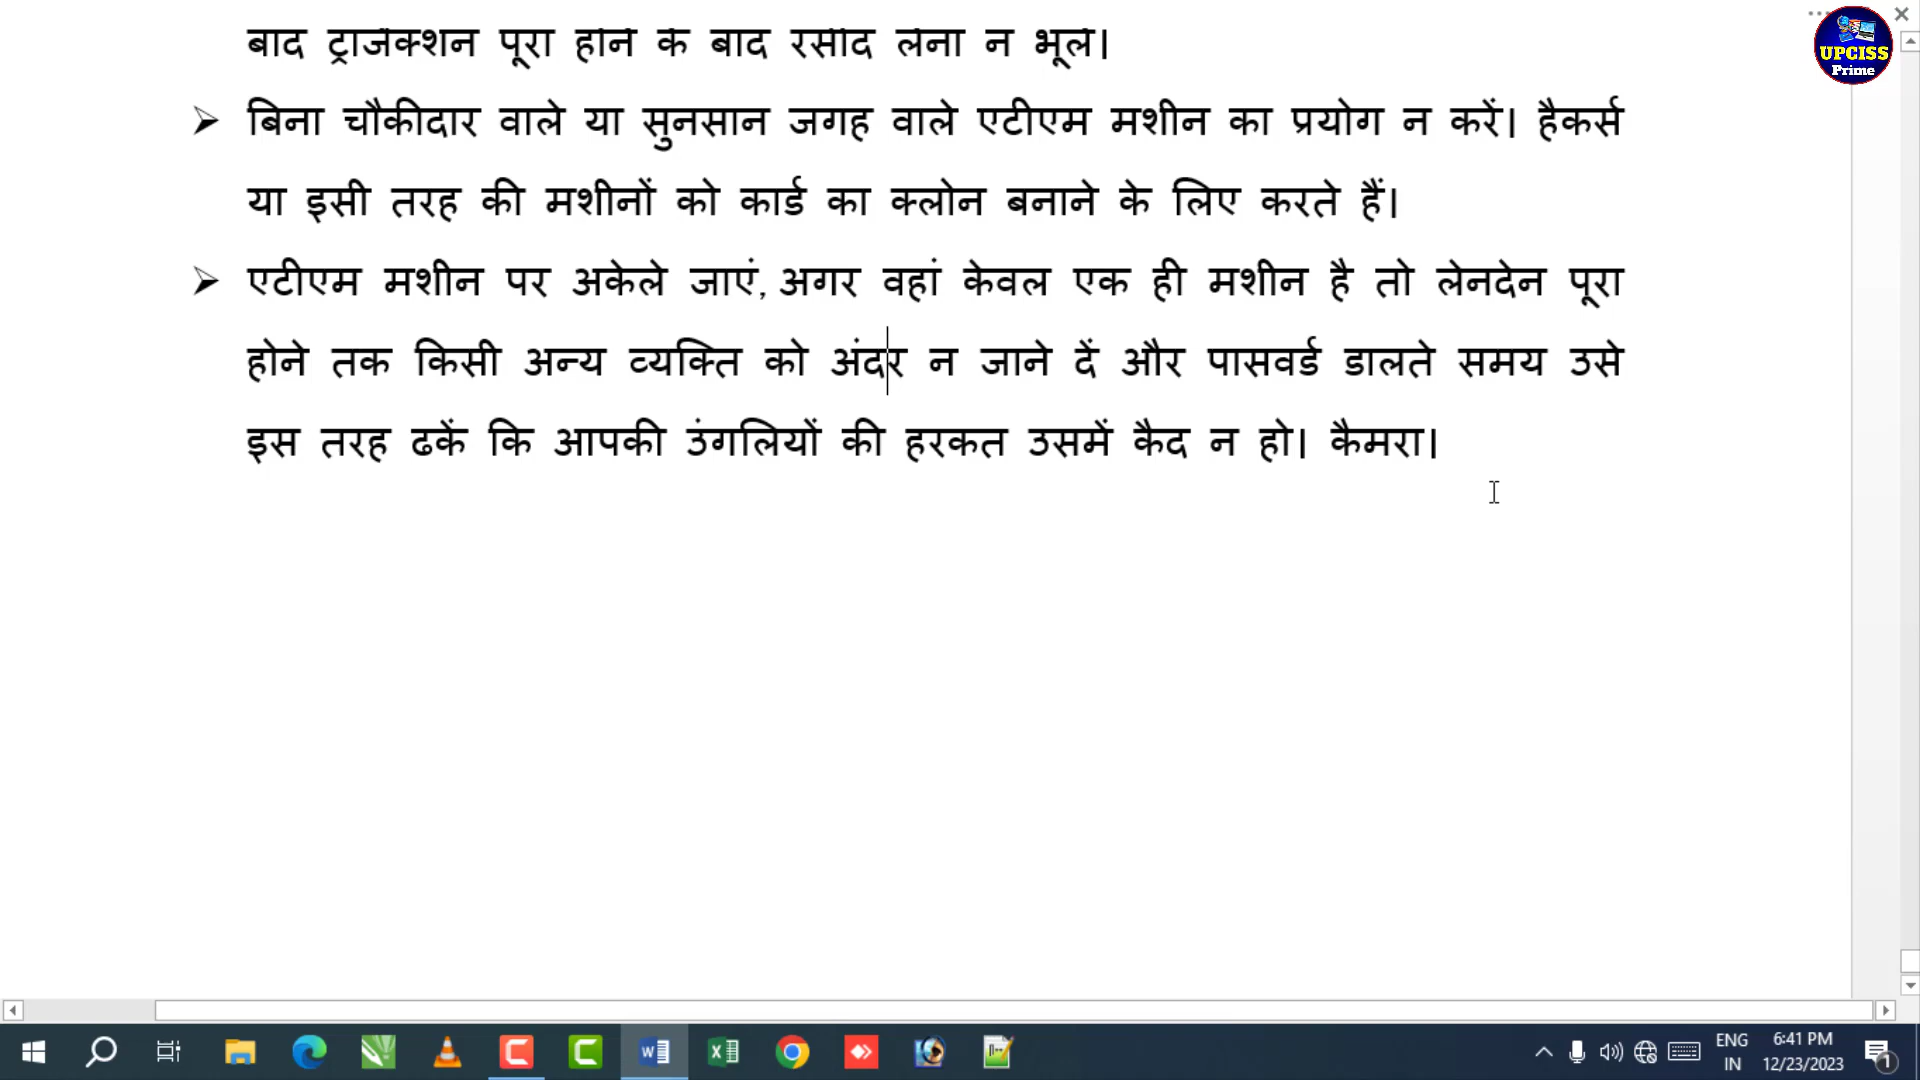 बाद ट्रांजैक्शन पूरा होने के बाद रसीद लेना न भूलें।
UPCISS
Prime
➢ बिना चौकीदार वाले या सुनसान जगह वाले एटीएम मशीन का प्रयोग न करें। हैकर्स
या इसी तरह की मशीनों को कार्ड का क्लोन बनाने के लिए करते हैं।
➢ एटीएम मशीन पर अकेले जाएं, अगर वहां केवल एक ही मशीन है तो लेनदेन पूरा
होने तक किसी अन्य व्यक्ति को अंदर न जाने दें और पासवर्ड डालते समय उसे
इस तरह ढकें कि आपकी उंगलियों की हरकत उसमें कैद न हो। कैमरा।
ENG 6:41 PM
IN 12/23/2023 1